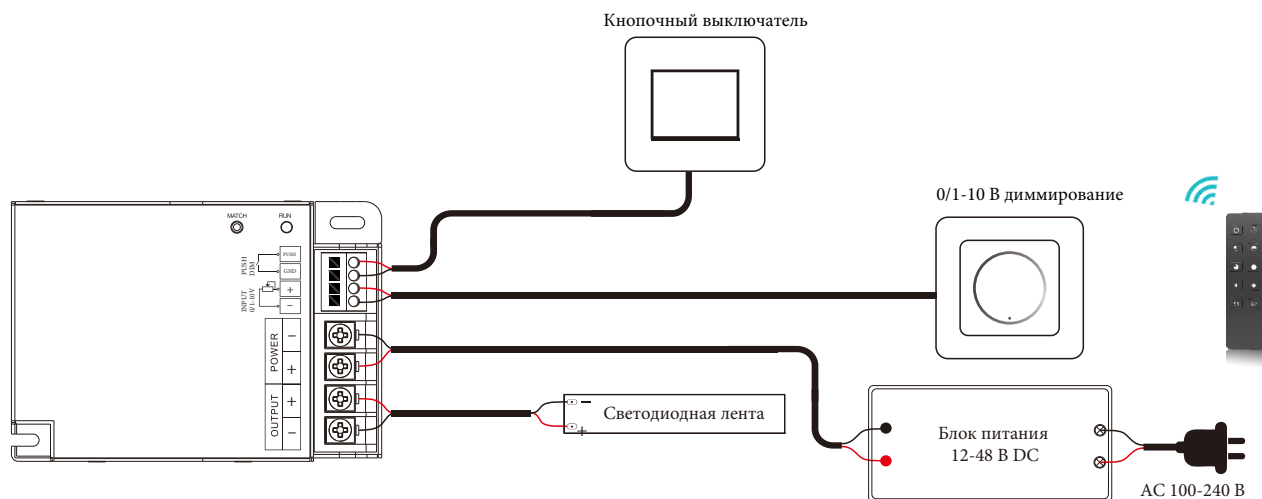 Кнопочный выключатель
0/1-10 В диммирование
MATCH
RUN
PUSH
DIM
PUSH
GND
INPUT
0/1-10V
+
−
POWER
−
+
OUTPUT
+
−
−
+
Светодиодная лента
Блок питания
12-48 В DC
AC 100-240 В